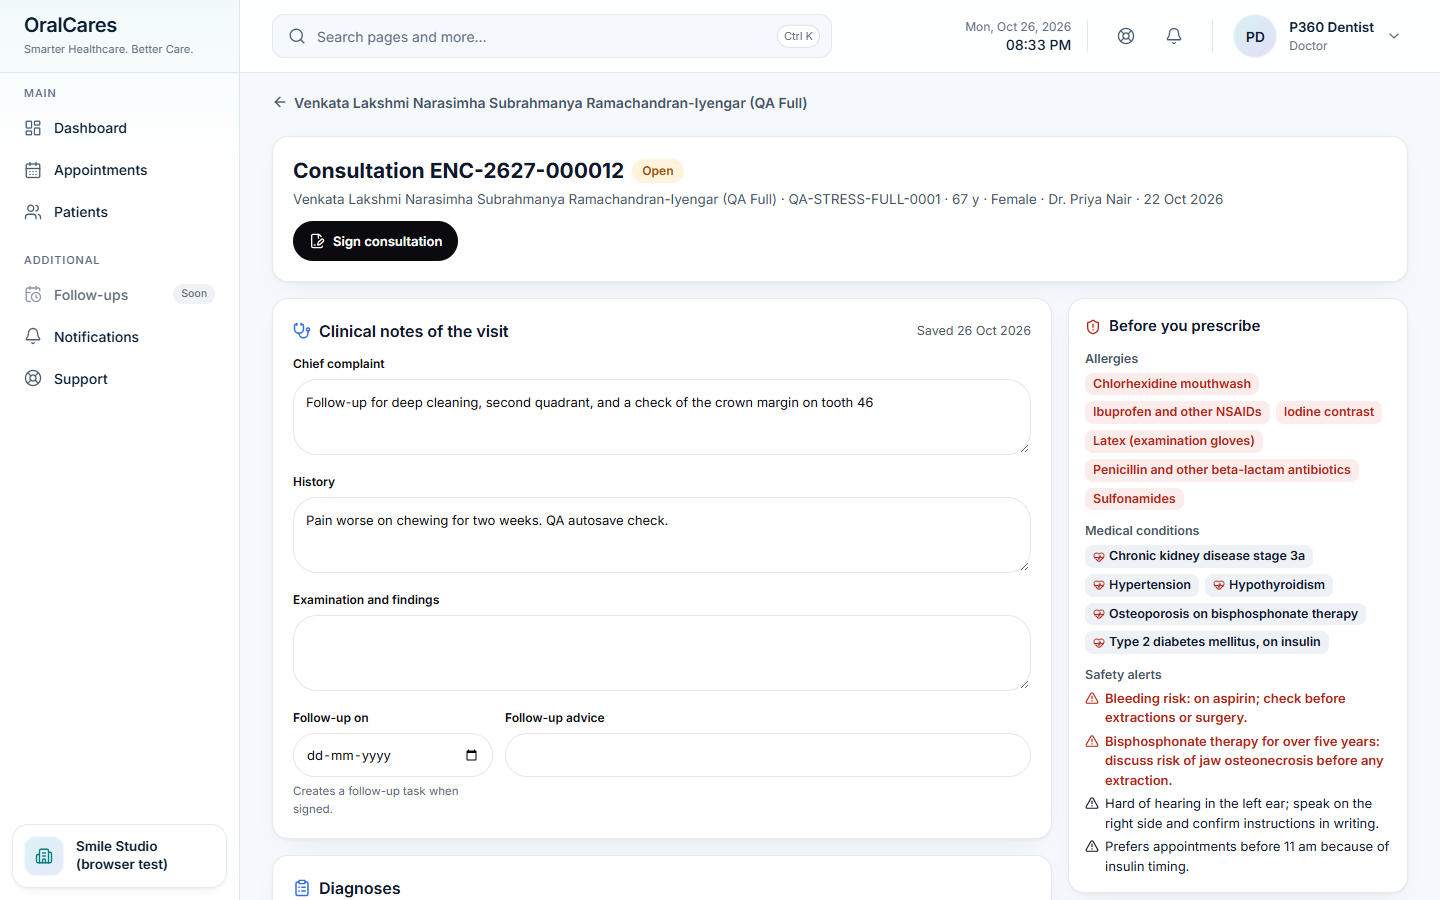 OralCares
Smarter Healthcare. Better Care.
MAIN
Dashboard
Appointments
Patients
ADDITIONAL
Follow-ups
Soon
Notifications
Support
Smile Studio
(browser test)
Search pages and more...
Ctrl K
Mon, Oct 26, 2026
08:33 PM
PD
P360 Dentist
Doctor
Venkata Lakshmi Narasimha Subrahmanya Ramachandran-Iyengar (QA Full)
Consultation ENC-2627-000012
Open
Venkata Lakshmi Narasimha Subrahmanya Ramachandran-Iyengar (QA Full) · QA-STRESS-FULL-0001 · 67 y · Female · Dr. Priya Nair · 22 Oct 2026
Sign consultation
Clinical notes of the visit
Saved 26 Oct 2026
Chief complaint
Follow-up for deep cleaning, second quadrant, and a check of the crown margin on tooth 46
History
Pain worse on chewing for two weeks. QA autosave check.
Examination and findings
Follow-up on
Follow-up advice
dd-mm-yyyy
Creates a follow-up task when
signed.
Diagnoses
Before you prescribe
Allergies
Chlorhexidine mouthwash
Ibuprofen and other NSAIDs
Iodine contrast
Latex (examination gloves)
Penicillin and other beta-lactam antibiotics
Sulfonamides
Medical conditions
Chronic kidney disease stage 3a
Hypertension
Hypothyroidism
Osteoporosis on bisphosphonate therapy
Type 2 diabetes mellitus, on insulin
Safety alerts
Bleeding risk: on aspirin; check before
extractions or surgery.
Bisphosphonate therapy for over five years:
discuss risk of jaw osteonecrosis before any
extraction.
Hard of hearing in the left ear; speak on the
right side and confirm instructions in writing.
Prefers appointments before 11 am because of
insulin timing.